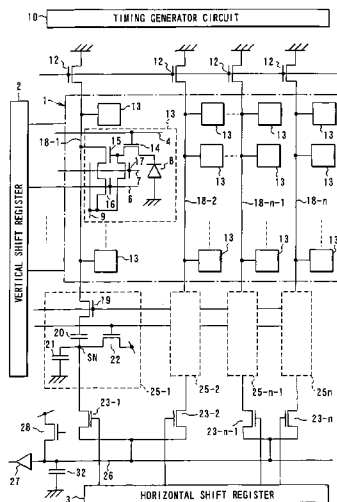 10
TIMING GENERATOR CIRCUIT
12 12 12 12
2
1
13
13
4
18-1
15
14
8
17
7
16
6
9
13 13 13
13 13 13
18-2
18-n-1
18-n
VERTICAL SHIFT REGISTER
13
13 13 13
19
20
21
SN
22
25-1
25-2
25-n-1
25n
23-1
23-2
23-n-1
23-n
28
27
32
26
3
HORIZONTAL SHIFT REGISTER